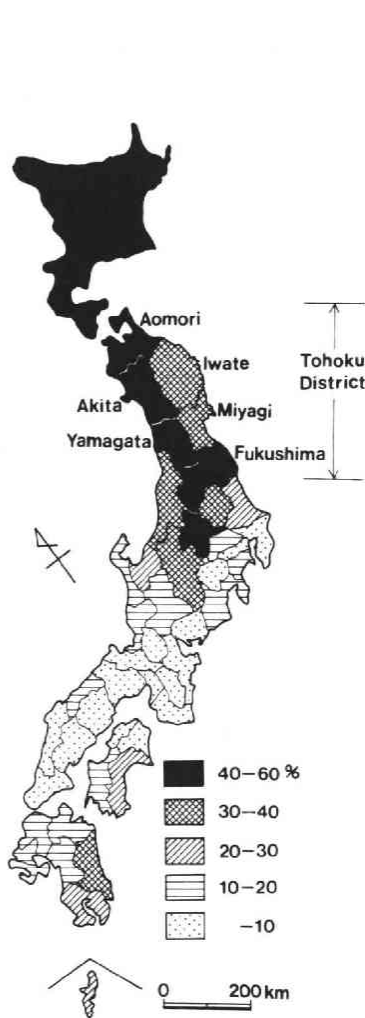 Aomori
Iwate
Akita
Miyagi
Yamagata
Fukushima
Tohoku
District
40−60%
30−40
20−30
10−20
−10
0 200 km